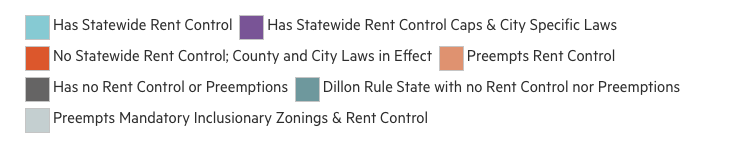 Has Statewide Rent Control Has Statewide Rent Control Caps & City Specific Laws
No Statewide Rent Control; County and City Laws in Effect Preempts Rent Control
Has no Rent Control or Preemptions Dillon Rule State with no Rent Control nor Preemptions
Preempts Mandatory Inclusionary Zonings & Rent Control